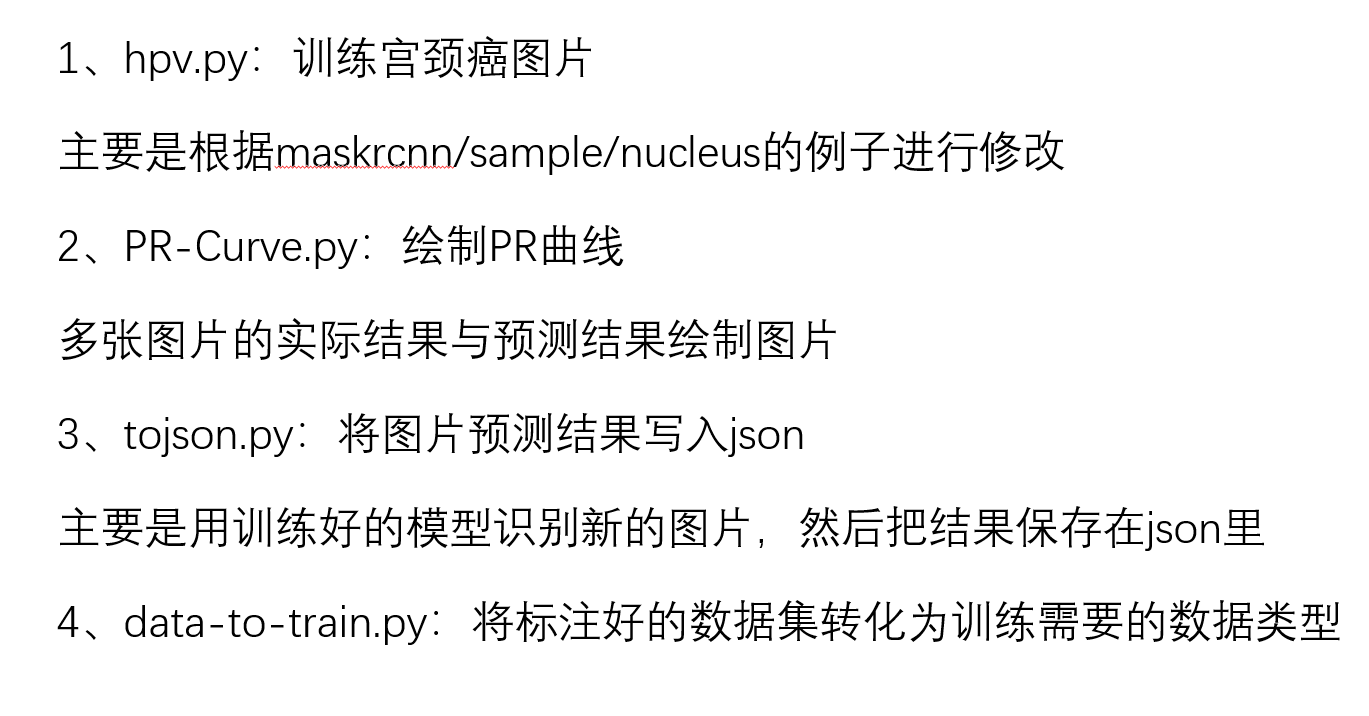 1、hpv.py：训练宫颈癌图片
主要是根据maskrcnn/sample/nucleus的例子进行修改
2、PR-Curve.py：绘制PR曲线
多张图片的实际结果与预测结果绘制图片
3、tojson.py：将图片预测结果写入json
主要是用训练好的模型识别新的图片，然后把结果保存在json里
4、data-to-train.py：将标注好的数据集转化为训练需要的数据类型